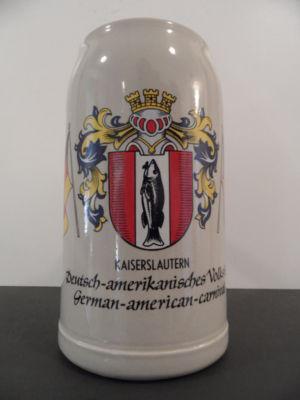 KAISERSLAUTERN
Deutsch-amerikanisches Volks
German-american-carniva